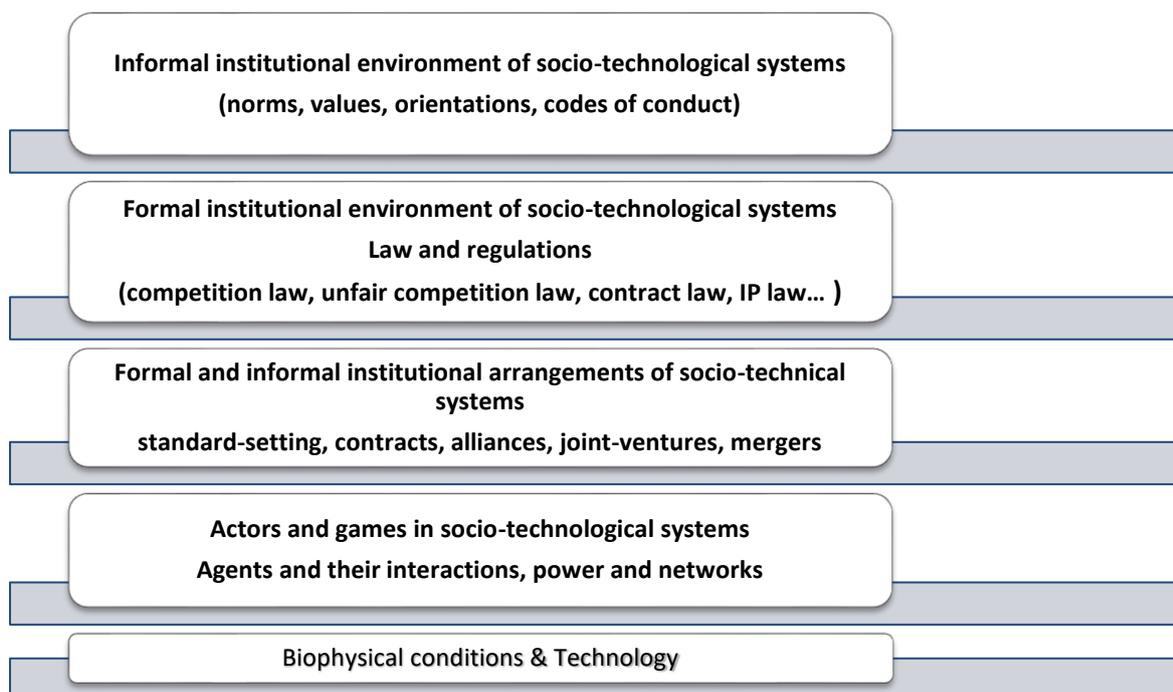 Informal institutional environment of socio-technological systems
(norms, values, orientations, codes of conduct)
Formal institutional environment of socio-technological systems
Law and regulations
(competition law, unfair competition law, contract law, IP law… )
Formal and informal institutional arrangements of socio-technical
systems
standard-setting, contracts, alliances, joint-ventures, mergers
Actors and games in socio-technological systems
Agents and their interactions, power and networks
Biophysical conditions & Technology